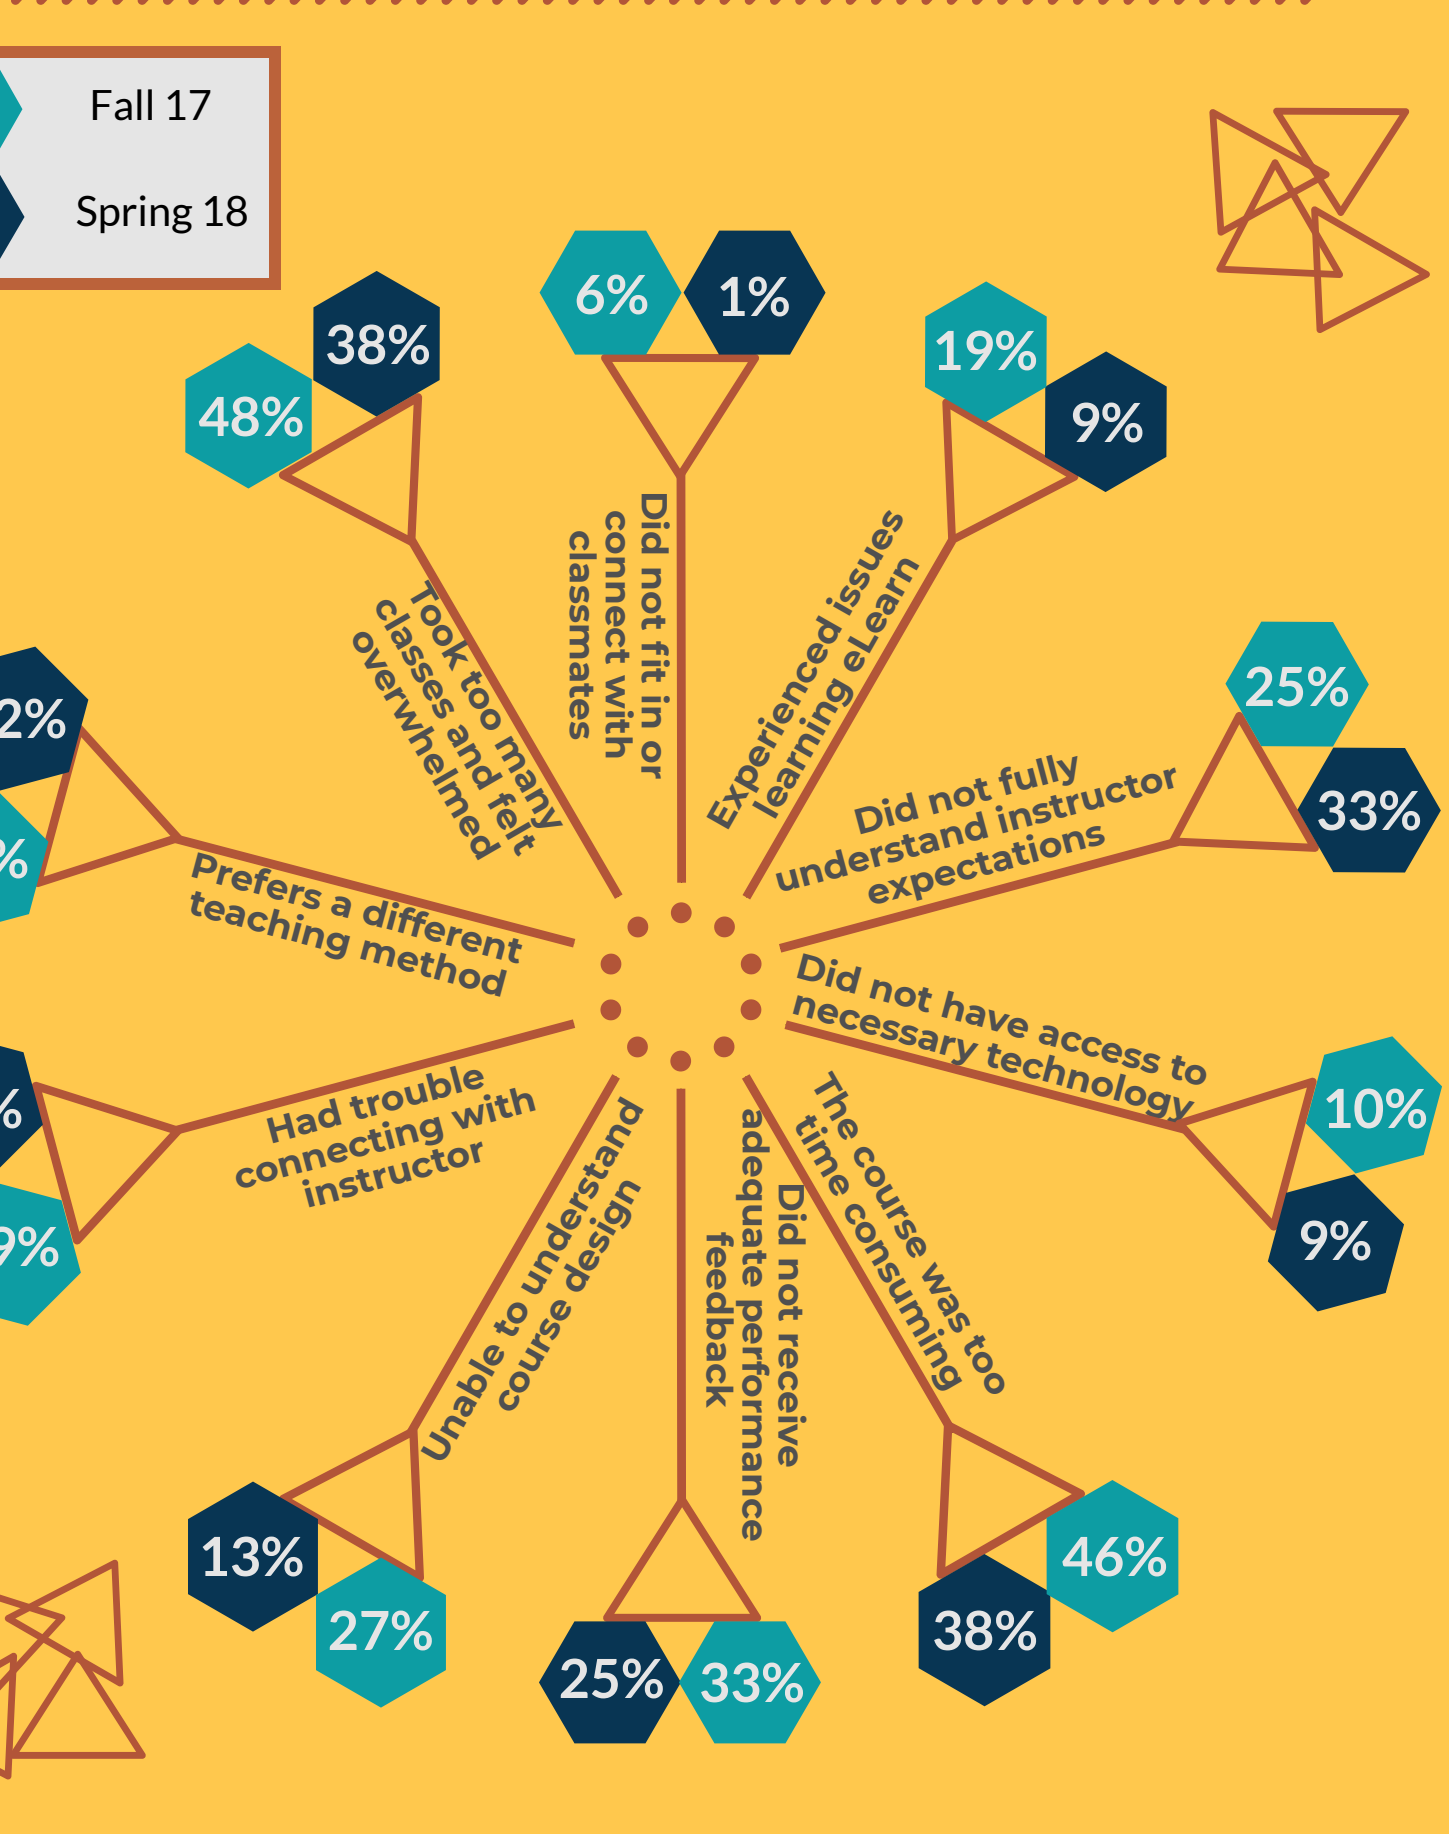 Fall 17
Spring 18
6%
1%
Did not fit in or
connect with
classmates
19%
9%
Experienced issues
learning eLearn
25%
33%
Did not fully
understand instructor
expectations
10%
9%
Did not have access to
necessary technology
46%
38%
The course was too
time consuming
33%
25%
Did not receive
adequate performance
feedback
27%
13%
Unable to understand
course design
9%
%
Had trouble
connecting with
instructor
%
2%
Prefers a different
teaching method
48%
38%
Took too many
classes and felt
overwhelmed